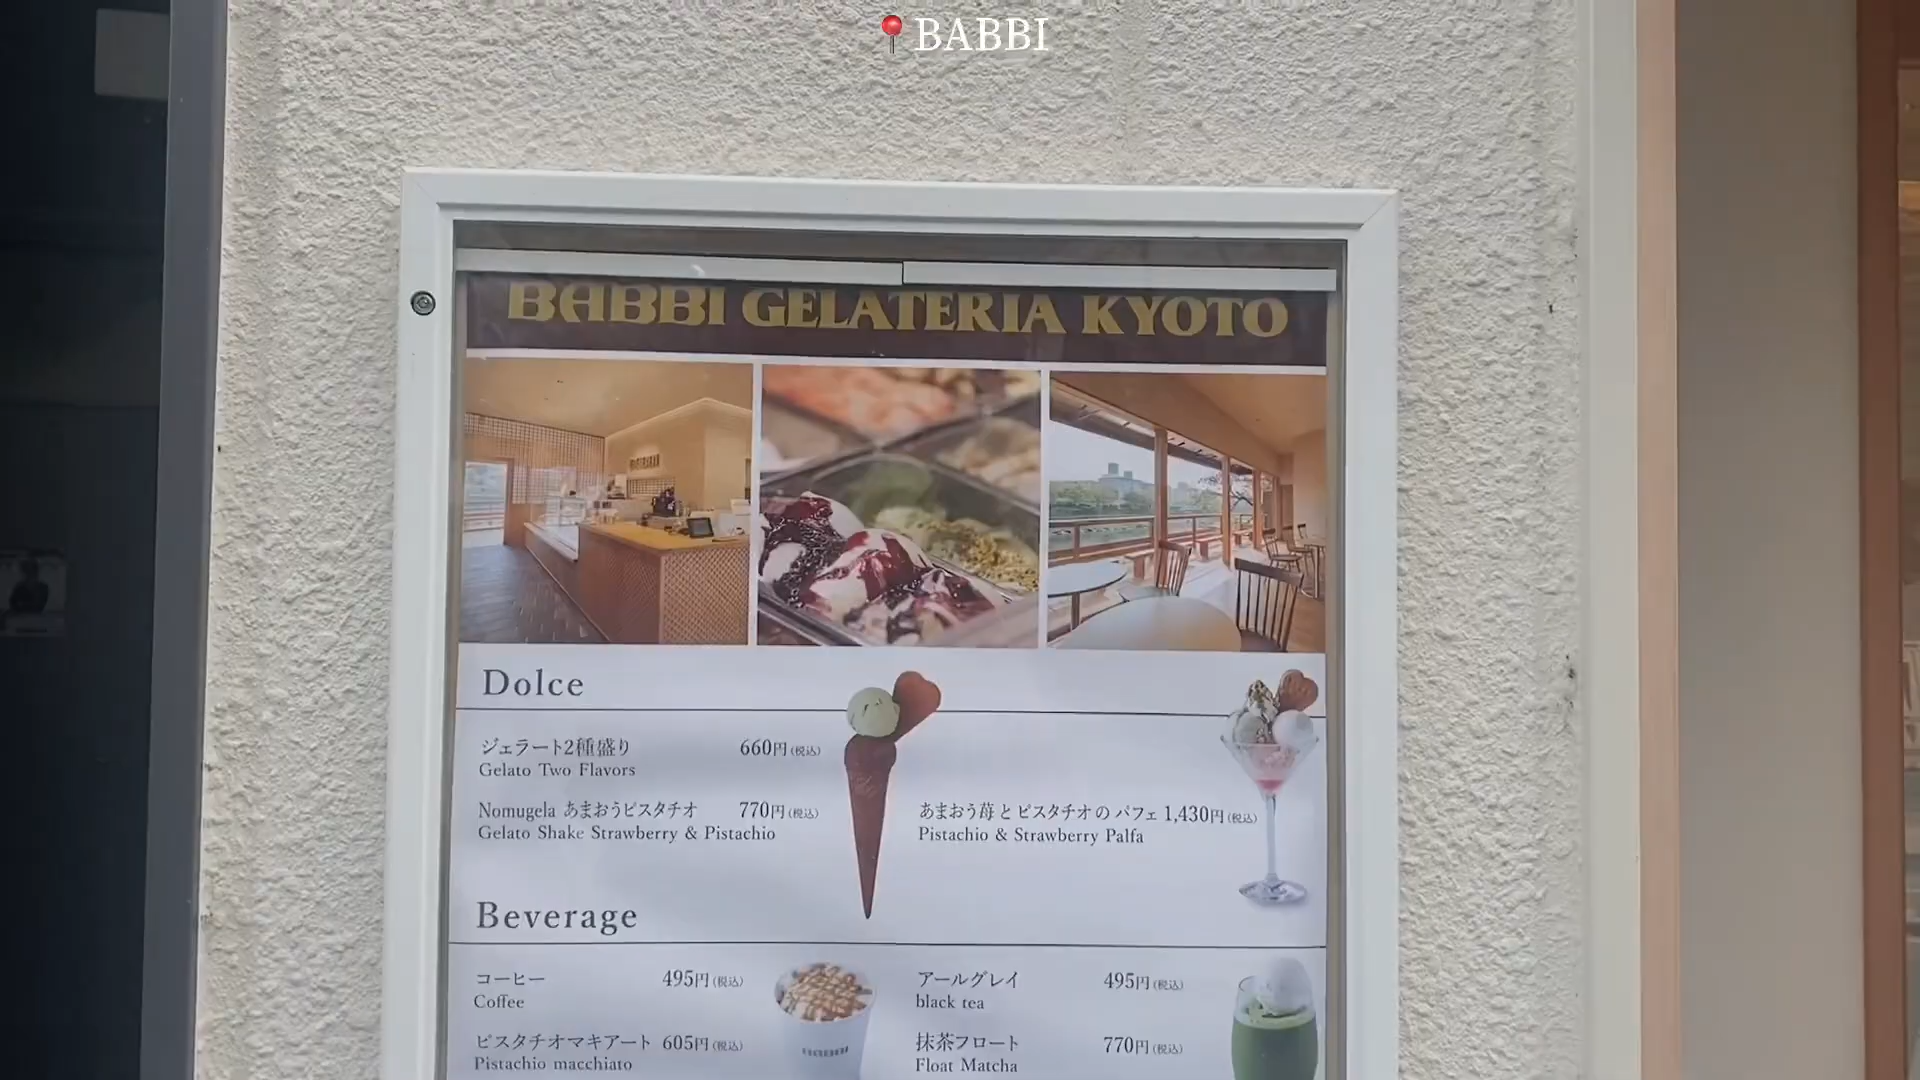 📍BABBI
BABBI GELATERIA KYOTO
Dolce
ジェラート2種盛り 660円(税込)
Gelato Two Flavors
Nomugela あまおうピスタチオ 770円(税込)
Gelato Shake Strawberry & Pistachio
あまおう苺とピスタチオのパフェ 1,430円(税込)
Pistachio & Strawberry Palfa
Beverage
コーヒー 495円(税込)
Coffee
ピスタチオマキアート 605円(税込)
Pistachio macchiato
BABBI
アールグレイ 495円(税込)
black tea
抹茶フロート 770円(税込)
Float Matcha